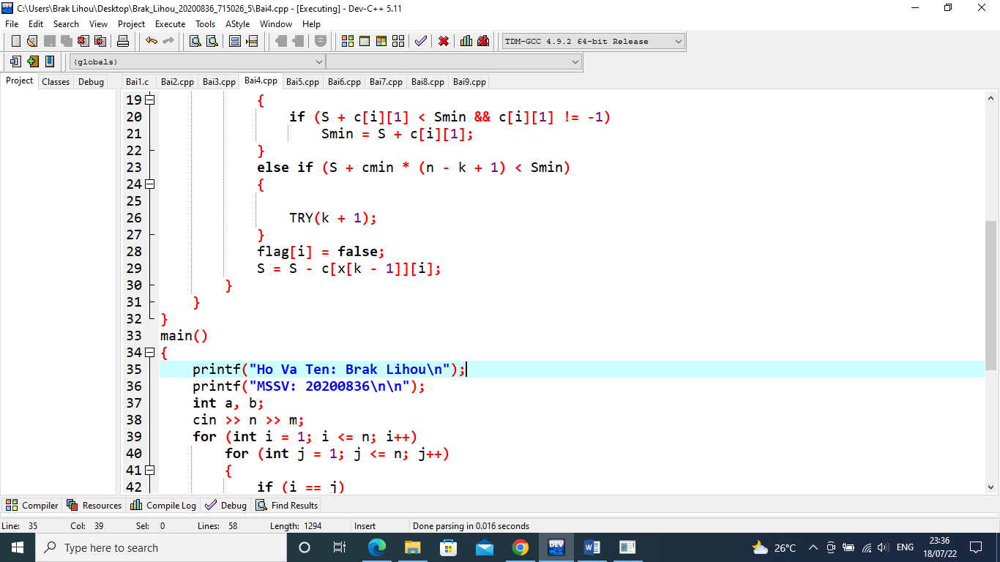 C:\Users\Brak Lihou\Desktop\Brak_Lihou_20200836_715026_5\Bai4.cpp - [Executing] - Dev-C++ 5.11
File Edit Search View Project Execute Tools AStyle Window Help
TDM-GCC 4.9.2 64-bit Release
(globals)
Project Classes Debug Bai1.c Bai2.cpp Bai3.cpp Bai4.cpp Bai5.cpp Bai6.cpp Bai7.cpp Bai8.cpp Bai9.cpp
19 {
20 if (S + c[i][1] < Smin && c[i][1] != -1)
21 Smin = S + c[i][1];
22 }
23 else if (S + cmin * (n - k + 1) < Smin)
24 {
25
26 TRY(k + 1);
27 }
28 flag[i] = false;
29 S = S - c[x[k - 1]][i];
30 }
31 }
32 }
33 main()
34 {
35 printf("Ho Va Ten: Brak Lihou\n");
36 printf("MSSV: 20200836\n\n");
37 int a, b;
38 cin >> n >> m;
39 for (int i = 1; i <= n; i++)
40 for (int j = 1; j <= n; j++)
41 {
42 if (i == j)
Compiler Resources Compile Log Debug Find Results
Line: 35 Col: 39 Sel: 0 Lines: 58 Length: 1294 Insert Done parsing in 0.016 seconds
Type here to search DEV 26°C ENG 23:36
18/07/22